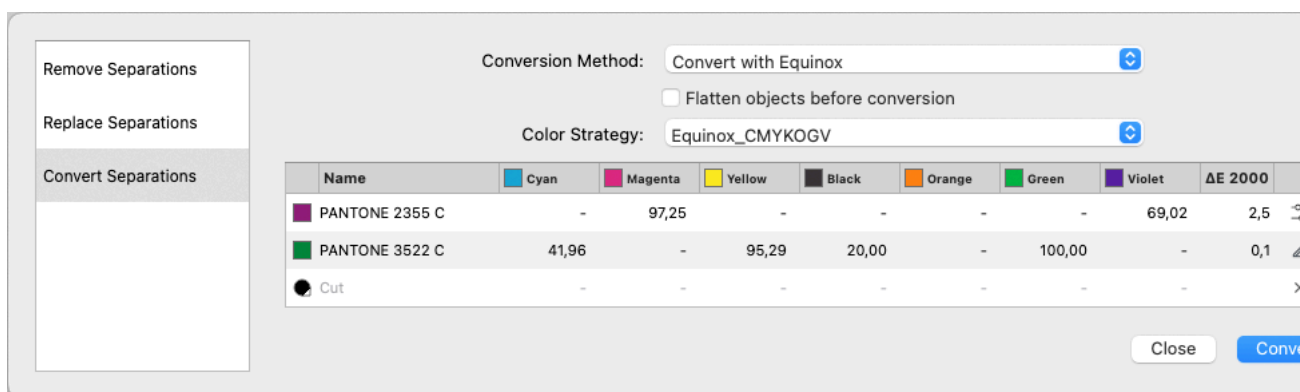 Remove Separations
Replace Separations
Convert Separations
Conversion Method: Convert with Equinox
Flatten objects before conversion
Color Strategy: Equinox_CMYKOGV
Name Cyan Magenta Yellow Black Orange Green Violet ΔE 2000
PANTONE 2355 C - 97,25 - - - - 69,02 2,5
PANTONE 3522 C 41,96 - 95,29 20,00 - 100,00 - 0,1
Cut - - - - - - -
Close Conve